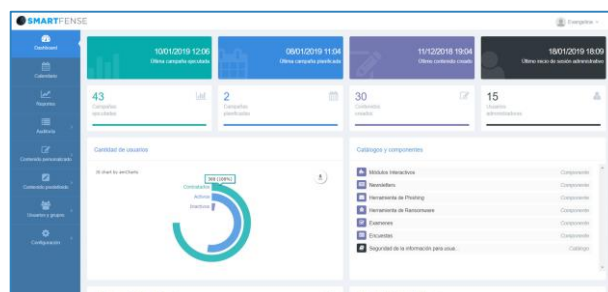 SMARTFENSE
Evangelina
Dashboard
Calendario
Reportes
Auditoría
Contenido personalizado
Contenido predefinido
Usuarios y grupos
Configuración
10/01/2019 12:06
Última campaña ejecutada
08/01/2019 11:04
Última campaña planificada
11/12/2018 19:04
Último contenido creado
18/01/2019 18:09
Último inicio de sesión administrativo
43
Campañas
ejecutadas
2
Campañas
planificadas
30
Contenidos
creados
15
Usuarios
administradores
Cantidad de usuarios
JS chart by amCharts
Contratados
Activos
Inactivos
Catálogos y componentes
Módulos Interactivos Componente
Newsletters Componente
Herramienta de Phishing Componente
Herramienta de Ransomware Componente
Exámenes Componente
Encuestas Componente
Seguridad de la información para usua... Catálogo